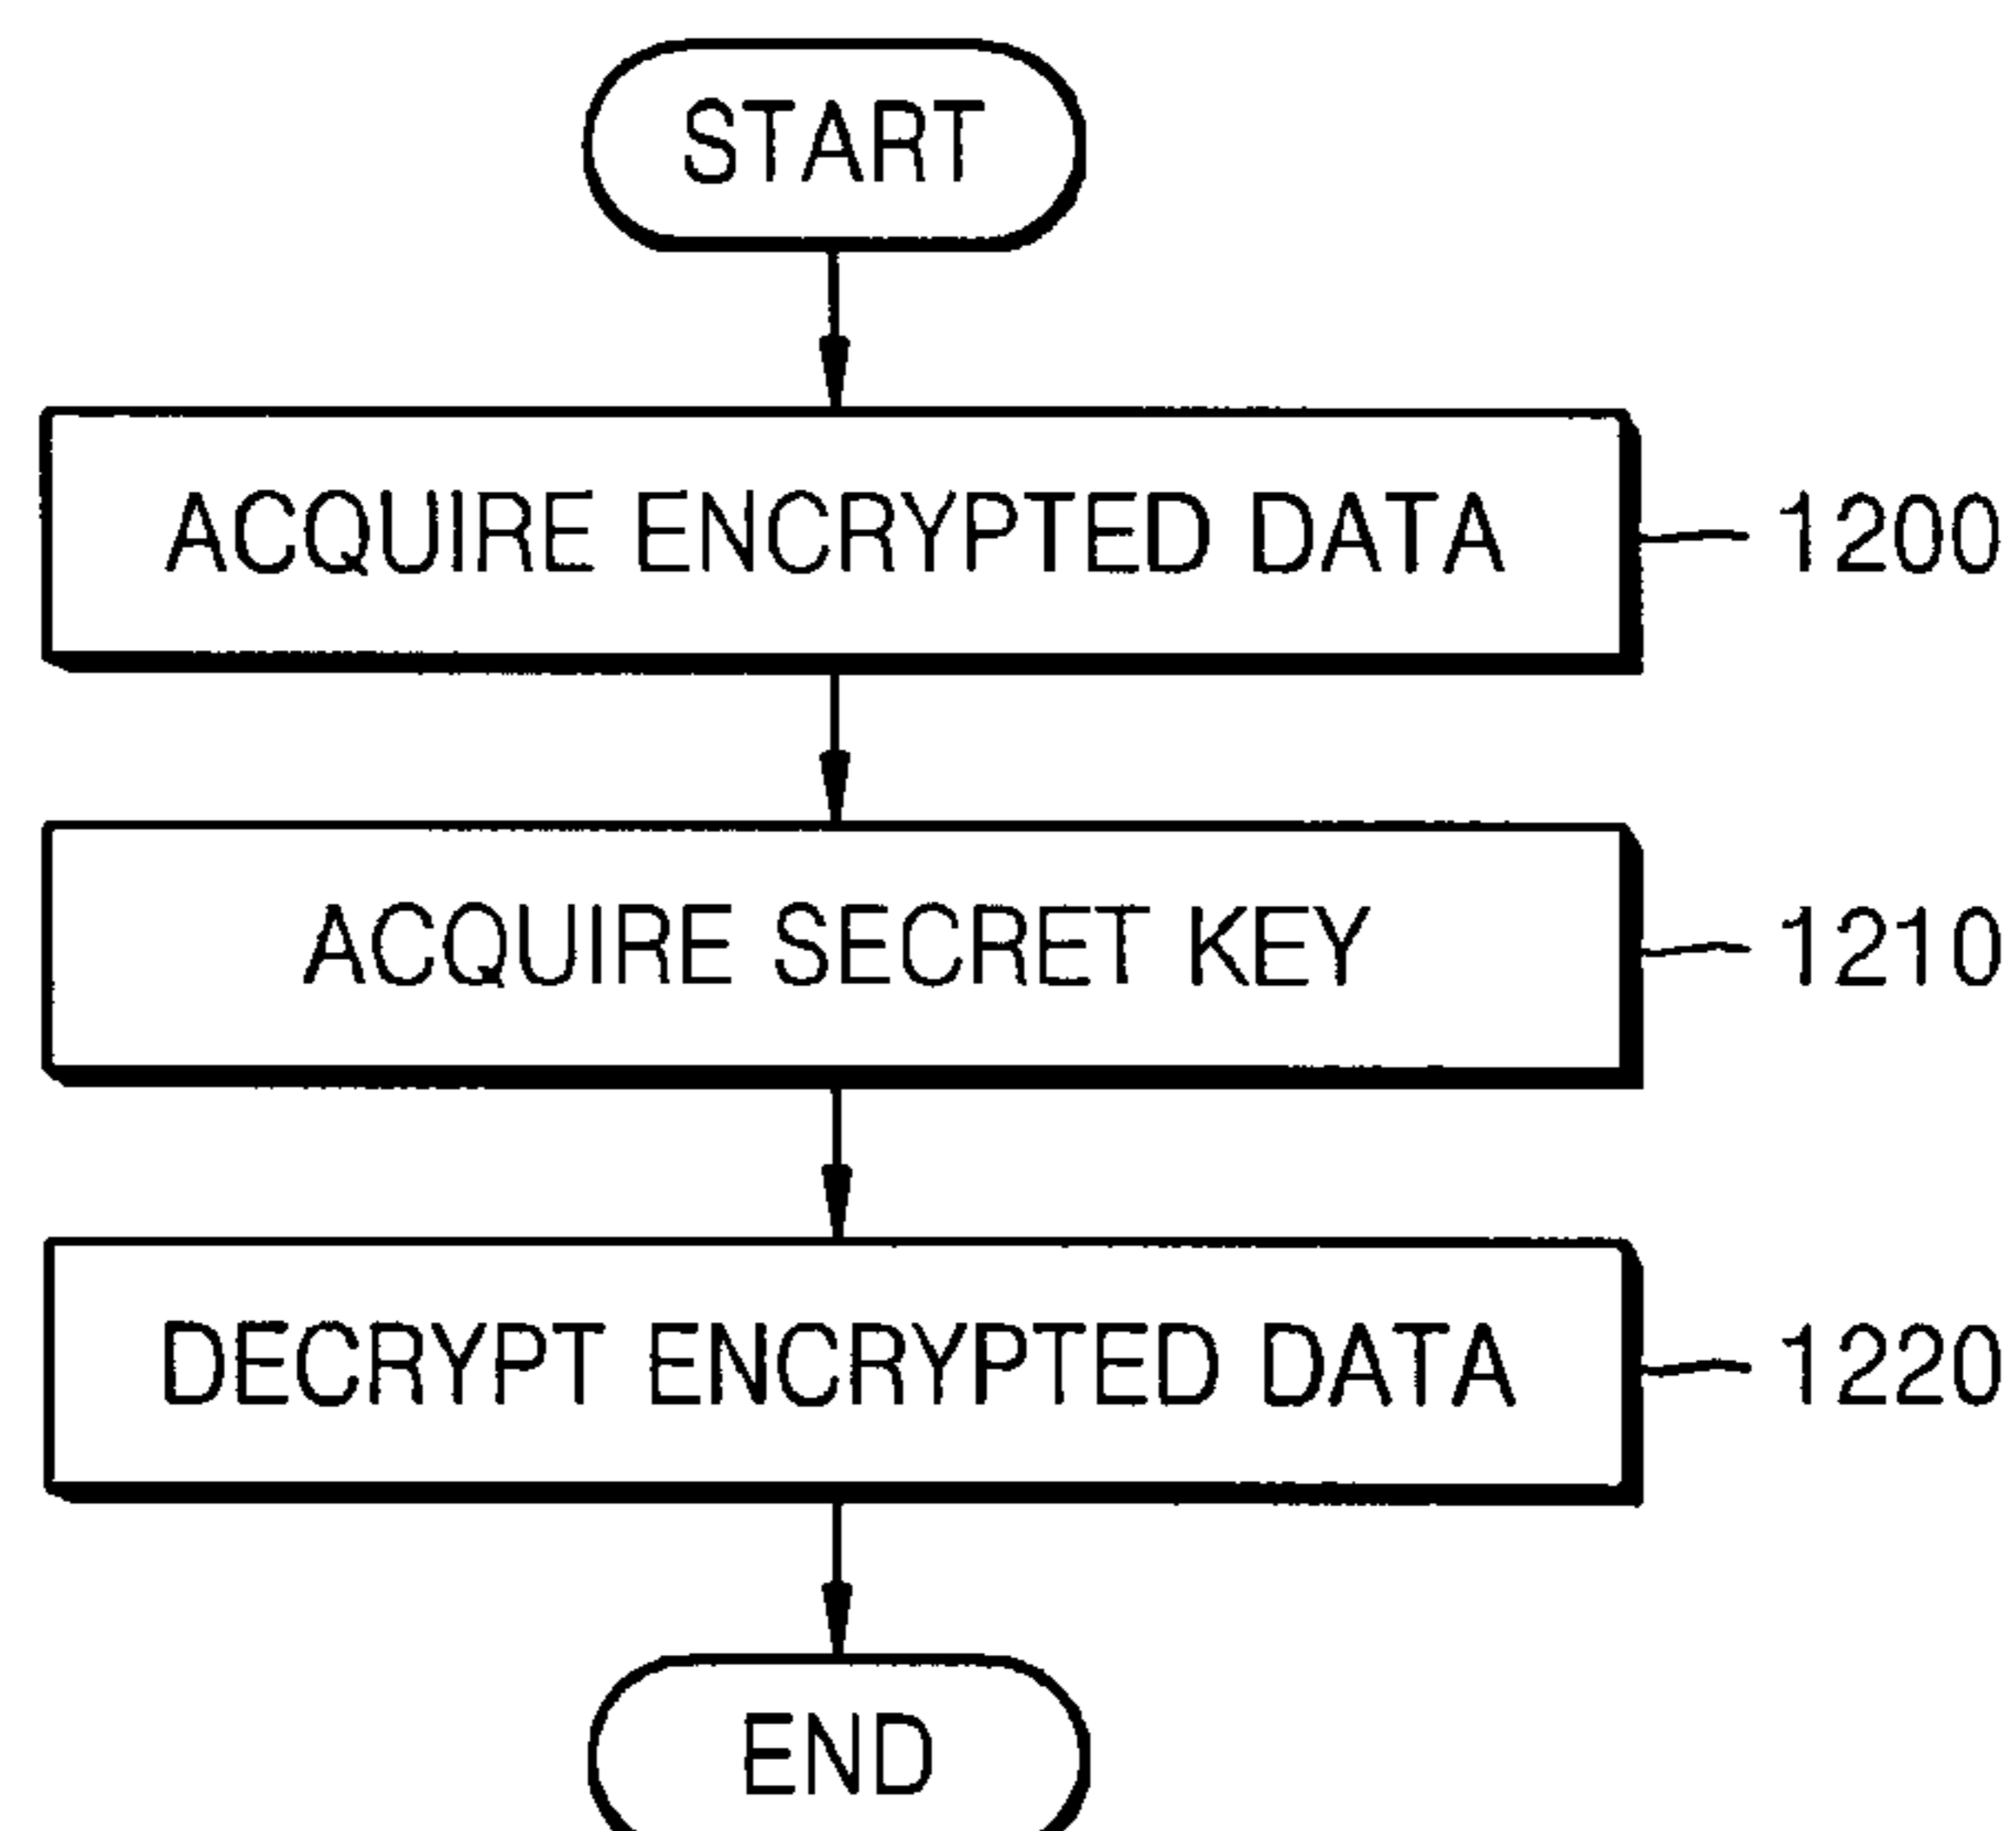 START
ACQUIRE ENCRYPTED DATA 1200
ACQUIRE SECRET KEY 1210
DECRYPT ENCRYPTED DATA 1220
END